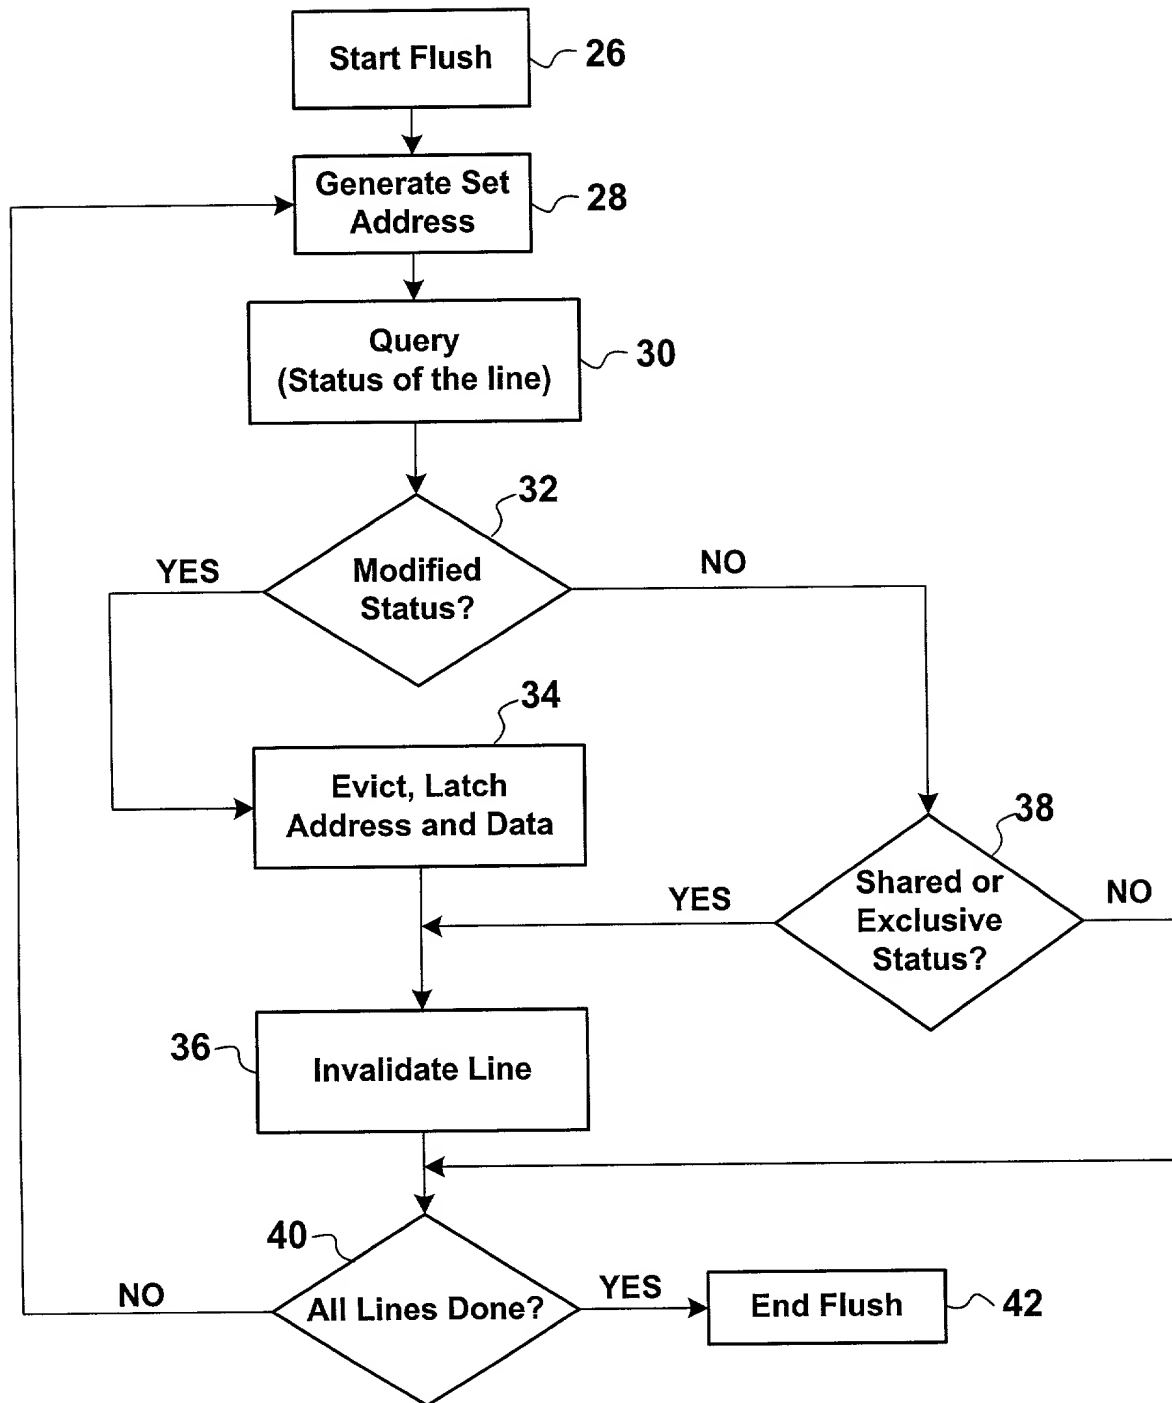 Start Flush
26
Generate Set
Address
28
Query
(Status of the line)
30
32
Modified
Status?
YES
NO
34
Evict, Latch
Address and Data
38
Shared or
Exclusive
Status?
YES
NO
36
Invalidate Line
40
All Lines Done?
NO
YES
End Flush
42